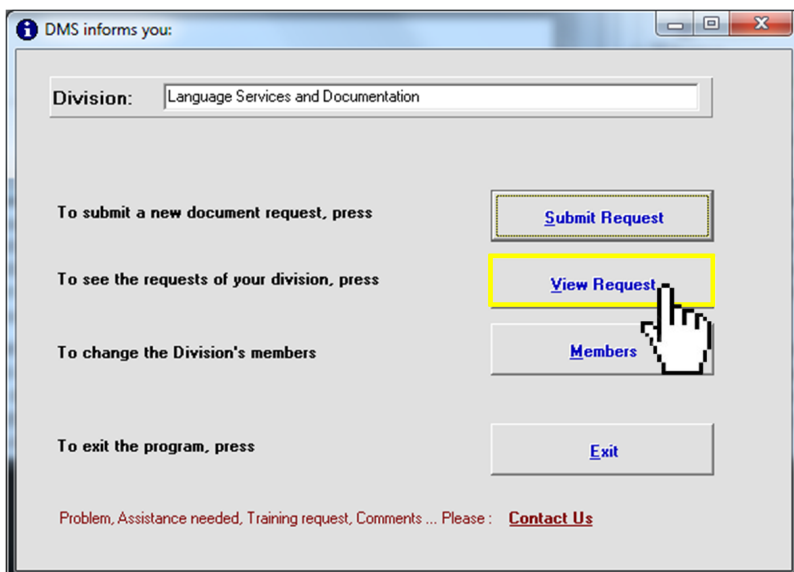 DMS informs you:
Division: Language Services and Documentation
To submit a new document request, press Submit Request
To see the requests of your division, press View Request
To change the Division's members Members
To exit the program, press Exit
Problem, Assistance needed, Training request, Comments ... Please : Contact Us